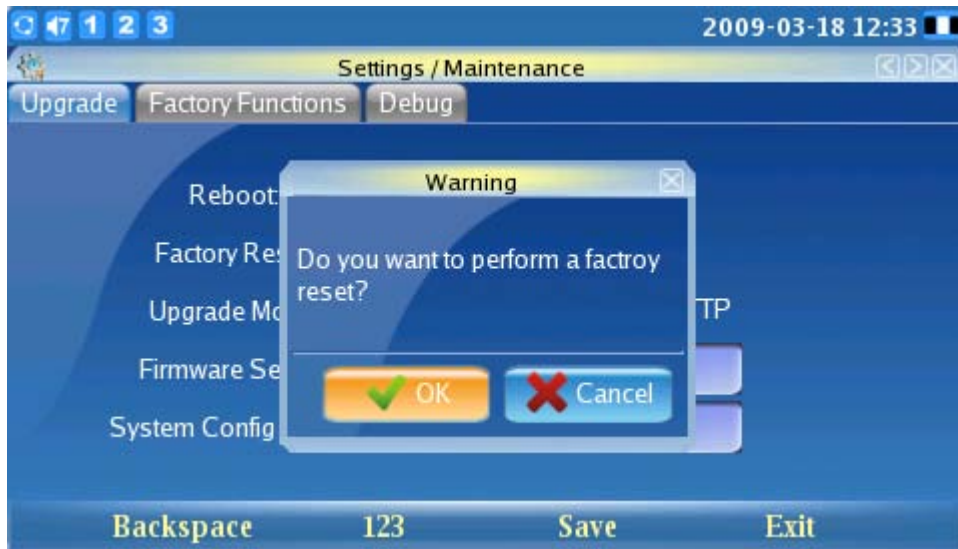 7 1 2 3 2009-03-18 12:33
Settings / Maintenance
Upgrade Factory Functions Debug
Warning
Reboot:
Do you want to perform a factroy
reset?
Factory Res
Upgrade Mo TP
Firmware Se
System Config
OK Cancel
Backspace 123 Save Exit